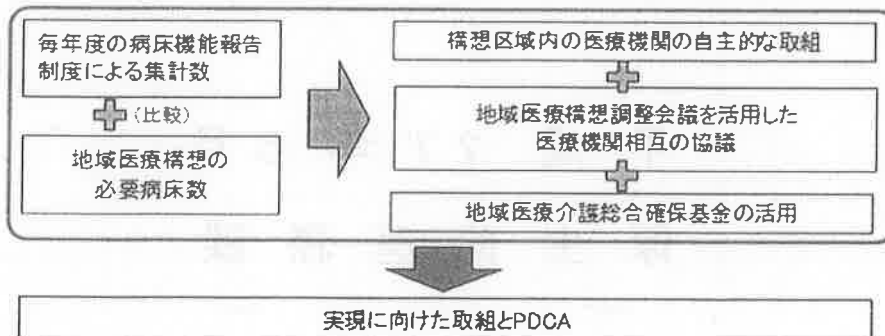 毎年度の病床機能報告
制度による集計数
(比較)
地域医療構想の
必要病床数
構想区域内の医療機関の自主的な取組
地域医療構想調整会議を活用した
医療機関相互の協議
地域医療介護総合確保基金の活用
実現に向けた取組とPDCA